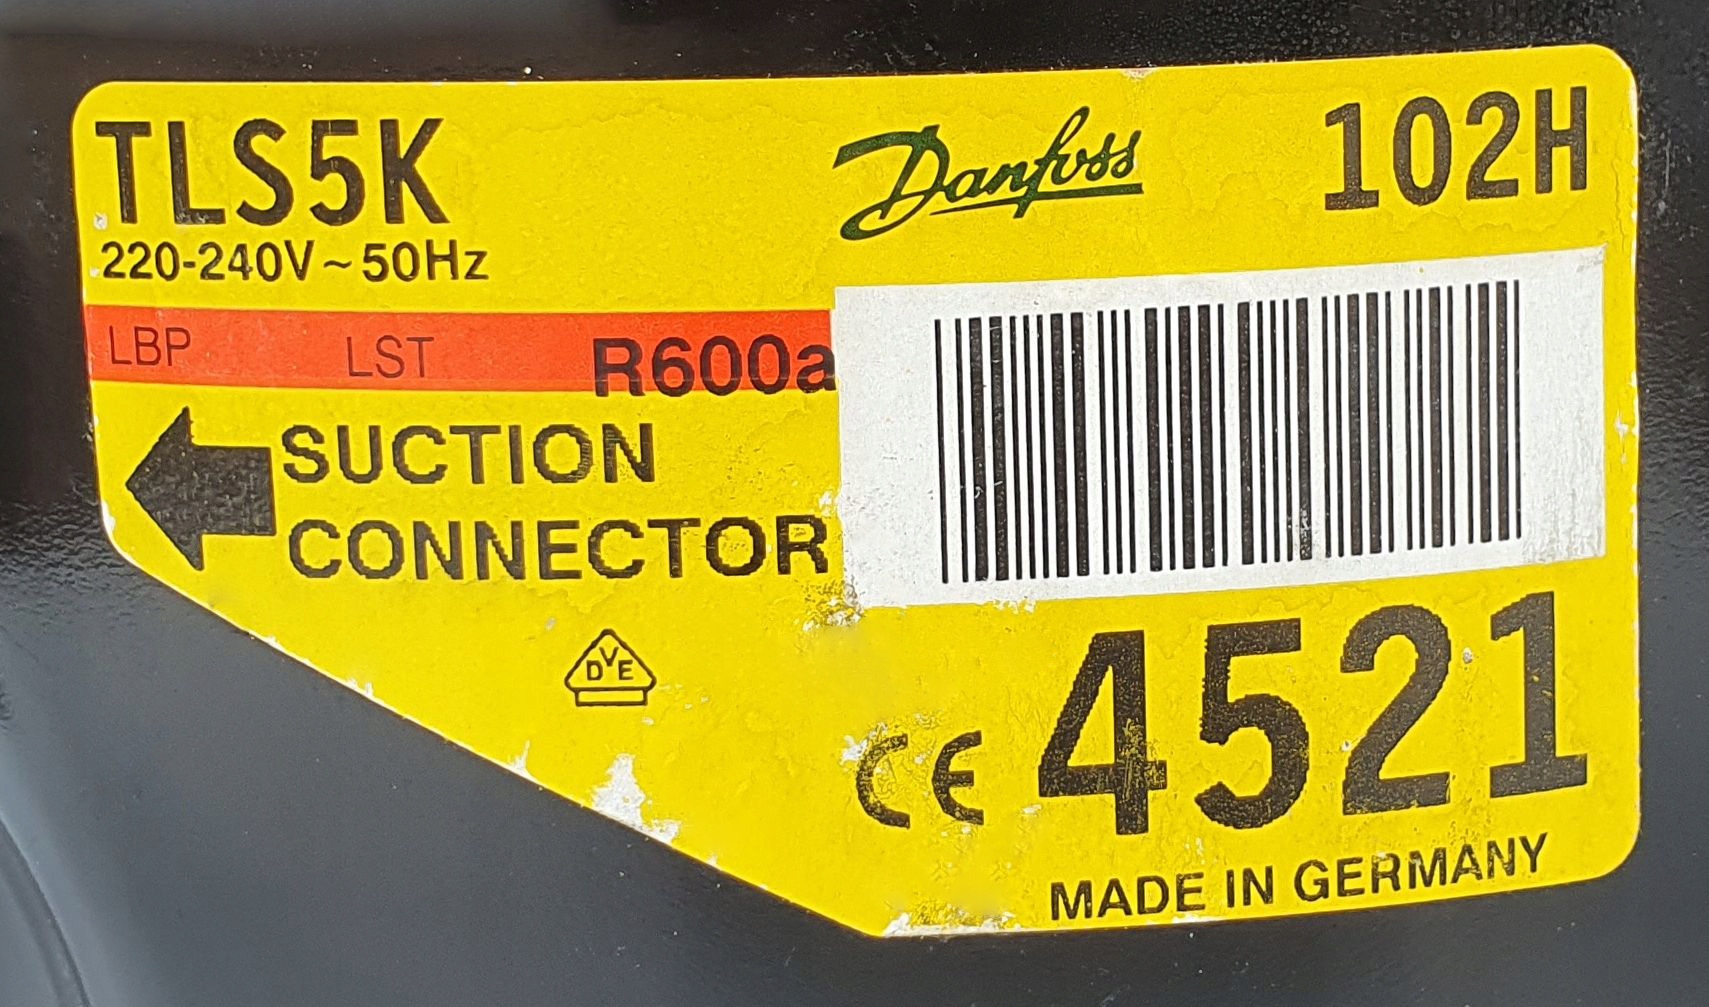 TLS5K
Danfoss
102H
220-240V~50Hz
LBP LST R600a
SUCTION
CONNECTOR
DVE
CE 4521
MADE IN GERMANY